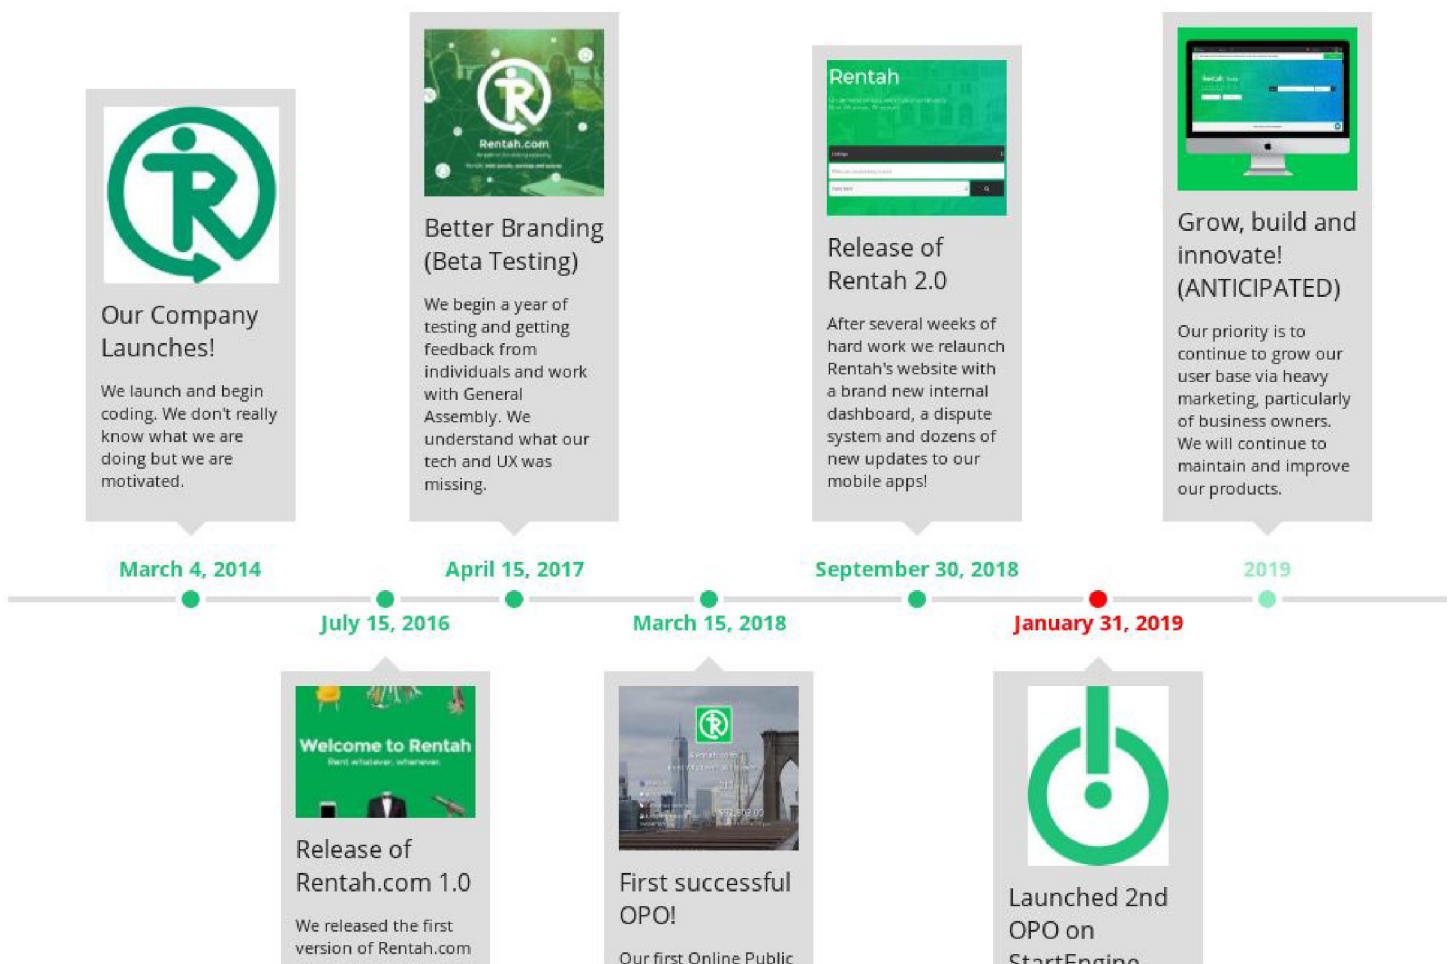 Our Company
Launches!
We launch and begin
coding. We don't really
know what we are
doing but we are
motivated.
March 4, 2014
Welcome to Rentah
Rent whatever, whenever.
Release of
Rentah.com 1.0
We released the first
version of Rentah.com
July 15, 2016
Rentah.com
Better Branding
(Beta Testing)
We begin a year of
testing and getting
feedback from
individuals and work
with General
Assembly. We
understand what our
tech and UX was
missing.
April 15, 2017
March 15, 2018
Rentah.com
First successful
OPO!
Our first Online Public
Rentah
Listings
Release of
Rentah 2.0
After several weeks of
hard work we relaunch
Rentah's website with
a brand new internal
dashboard, a dispute
system and dozens of
new updates to our
mobile apps!
September 30, 2018
January 31, 2019
Launched 2nd
OPO on
StartEngine
Grow, build and
innovate!
(ANTICIPATED)
Our priority is to
continue to grow our
user base via heavy
marketing, particularly
of business owners.
We will continue to
maintain and improve
our products.
2019